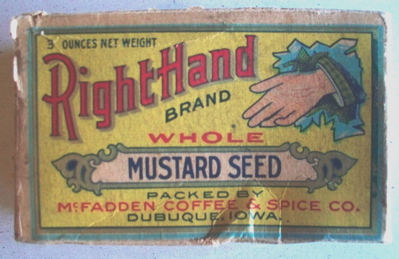 3 OUNCES NET WEIGHT
Right Hand
BRAND
WHOLE
MUSTARD SEED
PACKED BY
McFADDEN COFFEE & SPICE CO.
DUBUQUE, IOWA.